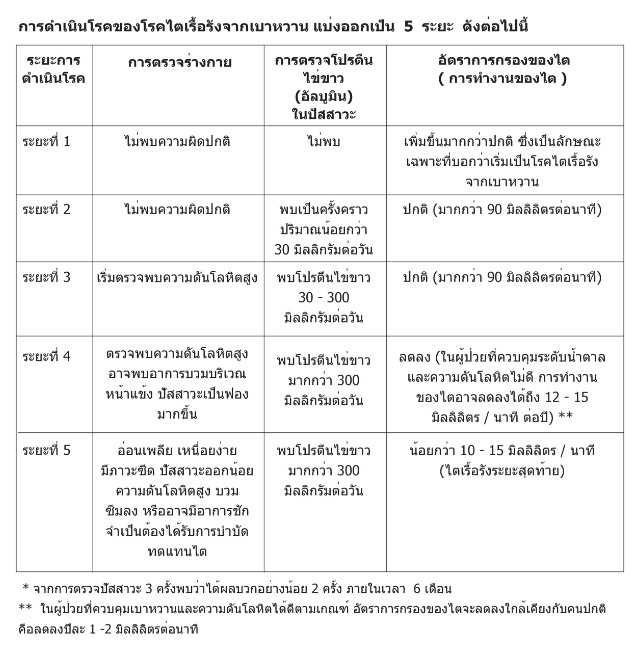 การดำเนินโรคของโรคไตเรื้อรังจากเบาหวาน แบ่งออกเป็น 5 ระยะ ดังต่อไปนี้
ระยะการ
ดำเนินโรค
การตรวจร่างกาย
การตรวจโปรตีน
ไข่ขาว
(อัลบูมิน)
ในปัสสาวะ
อัตราการกรองของไต
( การทำงานของไต )
ระยะที่ 1
ไม่พบความผิดปกติ
ไม่พบ
เพิ่มขึ้นมากกว่าปกติ ซึ่งเป็นลักษณะ
เฉพาะที่บอกว่าเริ่มเป็นโรคไตเรื้อรัง
จากเบาหวาน
ระยะที่ 2
ไม่พบความผิดปกติ
พบเป็นครั้งคราว
ปริมาณน้อยกว่า
30 มิลลิกรัมต่อวัน
ปกติ (มากกว่า 90 มิลลิลิตรต่อนาที)
ระยะที่ 3
เริ่มตรวจพบความดันโลหิตสูง
พบโปรตีนไข่ขาว
30 - 300
มิลลิกรัมต่อวัน
ปกติ (มากกว่า 90 มิลลิลิตรต่อนาที)
ระยะที่ 4
ตรวจพบความดันโลหิตสูง
อาจพบอาการบวมบริเวณ
หน้าแข้ง ปัสสาวะเป็นฟอง
มากขึ้น
พบโปรตีนไข่ขาว
มากกว่า 300
มิลลิกรัมต่อวัน
ลดลง (ในผู้ป่วยที่ควบคุมระดับน้ำตาล
และความดันโลหิตไม่ดี การทำงาน
ของไตอาจลดลงได้ถึง 12 - 15
มิลลิลิตร / นาที ต่อปี) **
ระยะที่ 5
อ่อนเพลีย เหนื่อยง่าย
มีภาวะซีด ปัสสาวะออกน้อย
ความดันโลหิตสูง บวม
ซึมลง หรืออาจมีอาการชัก
จำเป็นต้องได้รับการบำบัด
ทดแทนไต
พบโปรตีนไข่ขาว
มากกว่า 300
มิลลิกรัมต่อวัน
น้อยกว่า 10 - 15 มิลลิลิตร / นาที
(ไตเรื้อรังระยะสุดท้าย)
* จากการตรวจปัสสาวะ 3 ครั้งพบว่าได้ผลบวกอย่างน้อย 2 ครั้ง ภายในเวลา 6 เดือน
** ในผู้ป่วยที่ควบคุมเบาหวานและความดันโลหิตได้ดีตามเกณฑ์ อัตราการกรองของไตจะลดลงใกล้เคียงกับคนปกติ
คือลดลงปีละ 1 -2 มิลลิลิตรต่อนาที